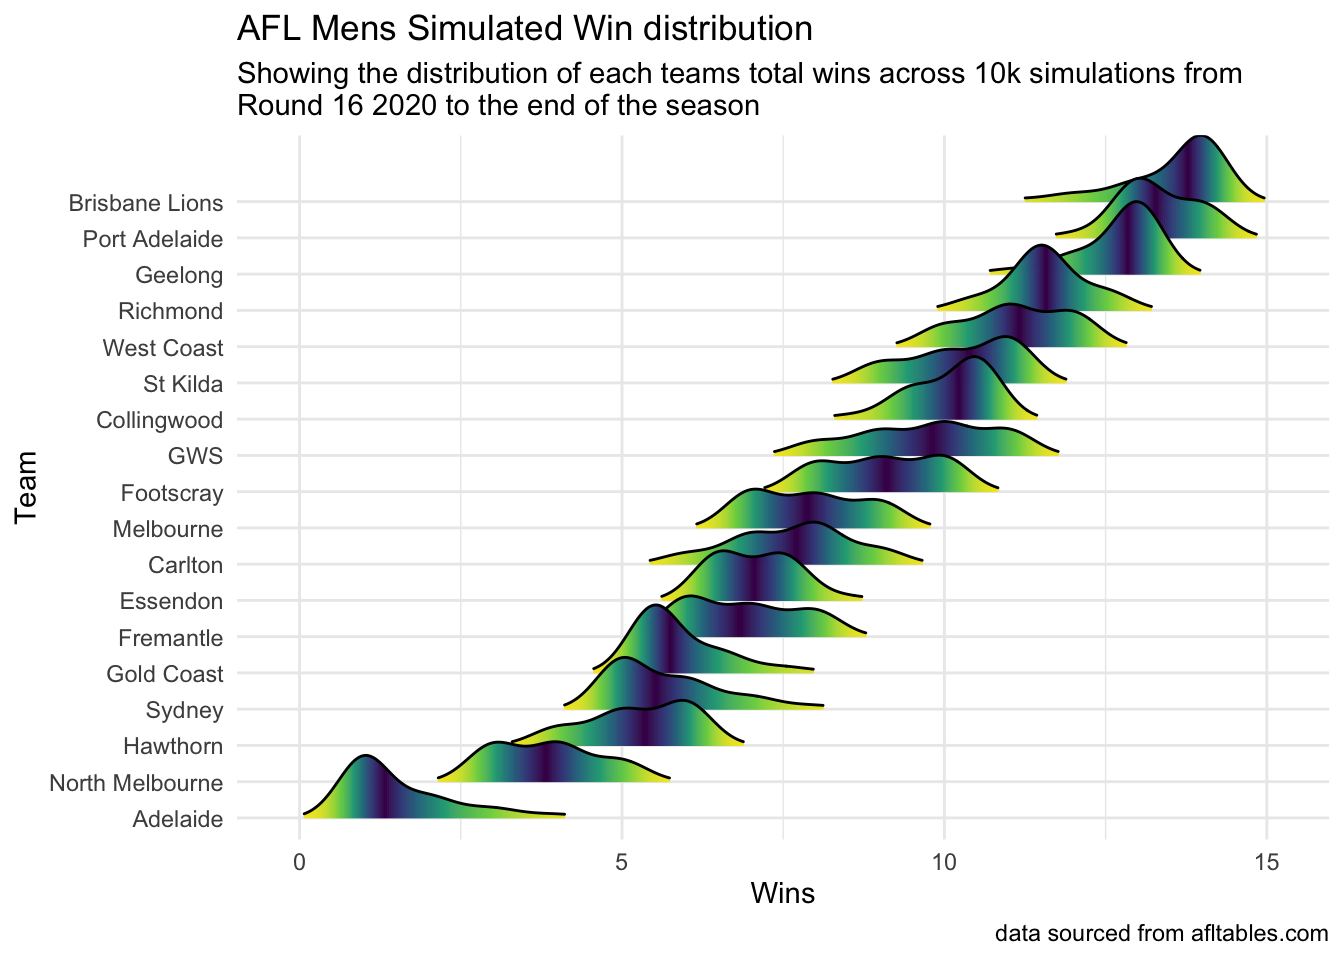 AFL Mens Simulated Win distribution
Showing the distribution of each teams total wins across 10k simulations from
Round 16 2020 to the end of the season
Team
Brisbane Lions
Port Adelaide
Geelong
Richmond
West Coast
St Kilda
Collingwood
GWS
Footscray
Melbourne
Carlton
Essendon
Fremantle
Gold Coast
Sydney
Hawthorn
North Melbourne
Adelaide
0 5 10 15
Wins
data sourced from afltables.com